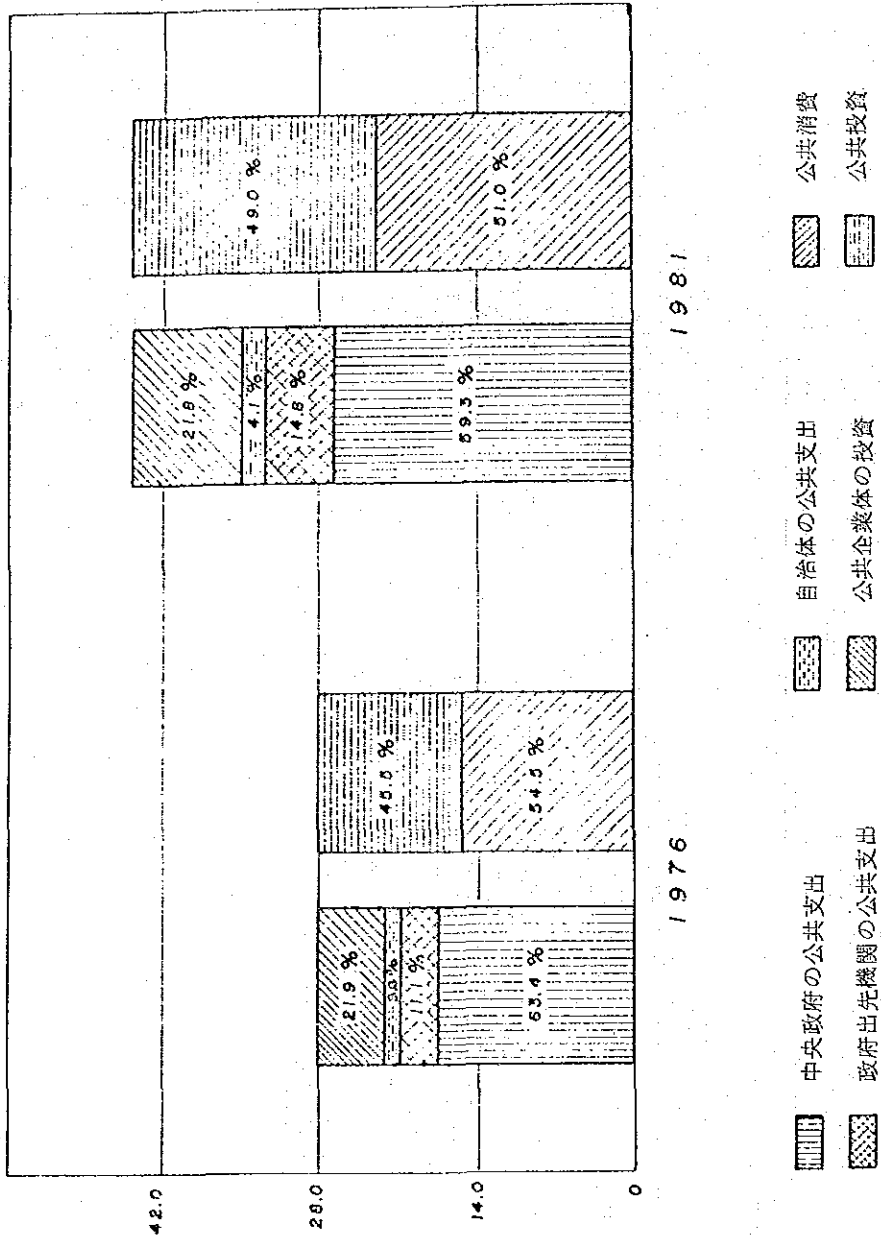 42.0
28.0
14.0
0
21.9 %
11.1 %
63.4 %
45.5 %
54.5 %
21.8 %
4.1 %
14.8 %
59.3 %
49.0 %
51.0 %
1976
1981
中央政府の公共支出
自治体の公共支出
公共消費
政府出先機関の公共支出
公共企業体の投資
公共投資